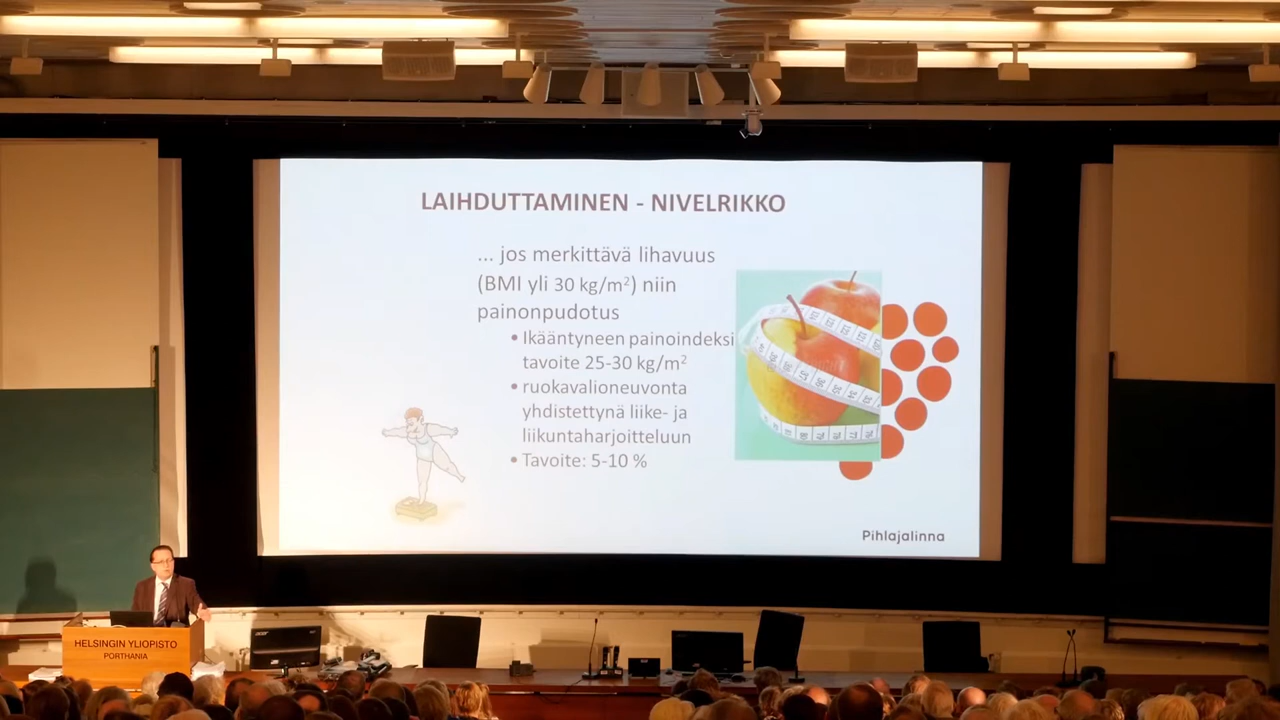 LAIHDUTTAMINEN - NIVELRIKKO
... jos merkittävä lihavuus
(BMI yli 30 kg/m²) niin
painonpudotus
• Ikääntyneen painoindeksi
tavoite 25-30 kg/m²
• ruokavalioneuvonta
yhdistettynä liike- ja
liikuntaharjoitteluun
• Tavoite: 5-10 %
Pihlajalinna
HELSINGIN YLIOPISTO
PORTHANIA